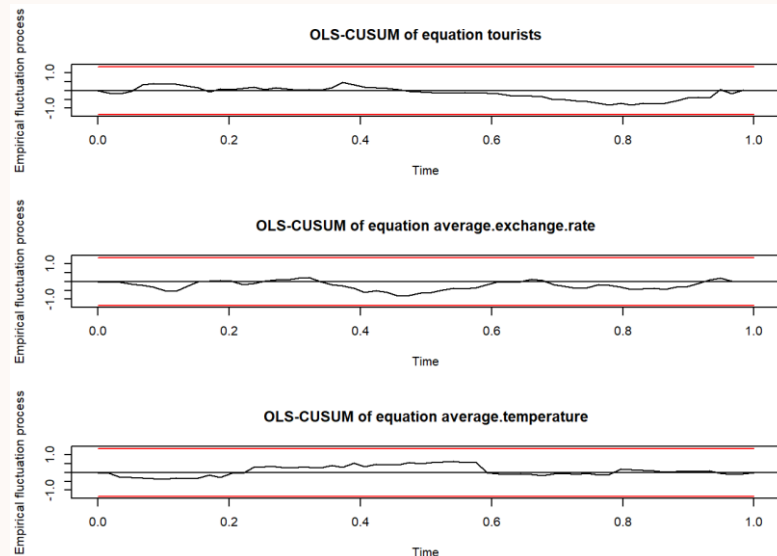 OLS-CUSUM of equation tourists
Empirical fluctuation process
1.0
-1.0
0.0 0.2 0.4 0.6 0.8 1.0
Time
OLS-CUSUM of equation average.exchange.rate
Empirical fluctuation process
1.0
-1.0
0.0 0.2 0.4 0.6 0.8 1.0
Time
OLS-CUSUM of equation average.temperature
Empirical fluctuation process
1.0
-1.0
0.0 0.2 0.4 0.6 0.8 1.0
Time